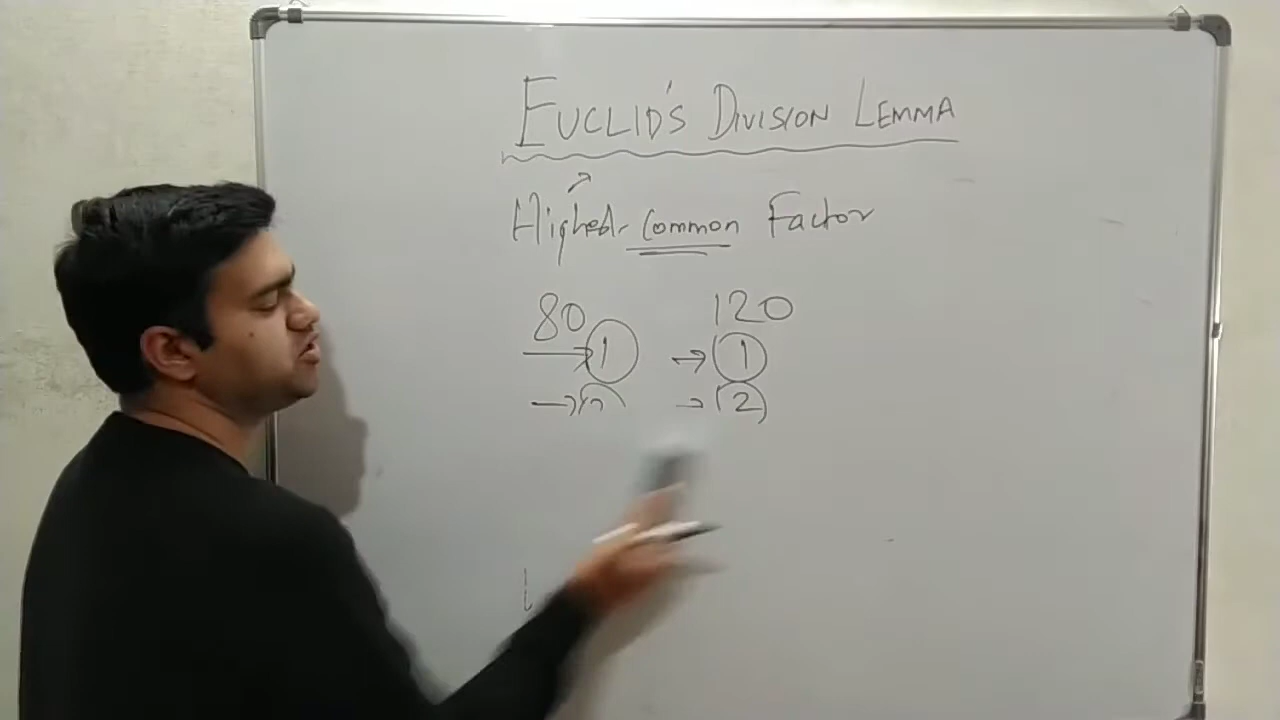 EUCLID'S DIVISION LEMMA
Highest Common Factor
80 120
→ 1 → 1
→ 2 → 2